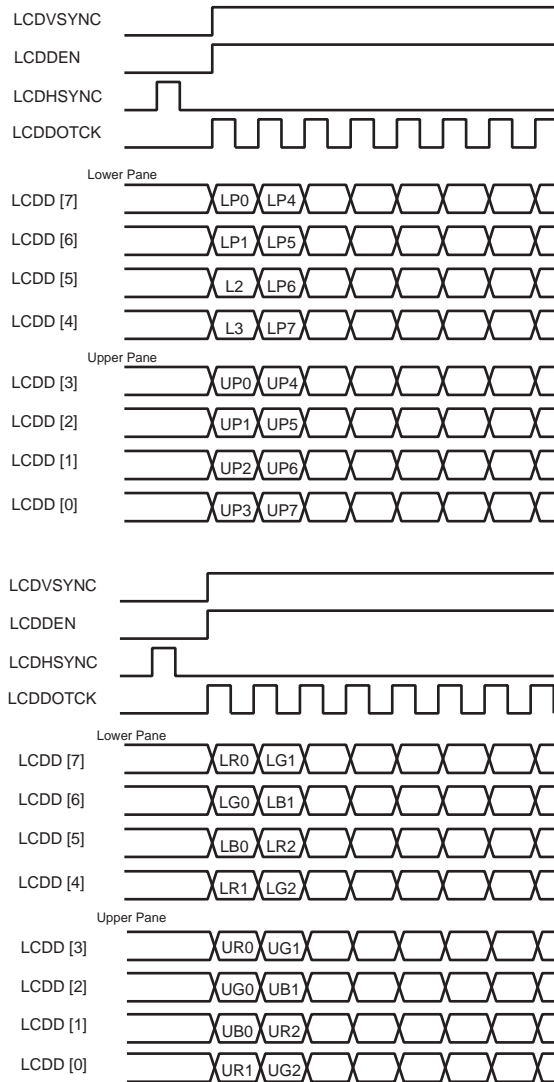 LCDVSYNC
LCDDEN
LCDHSYNC
LCDDOTCK
Lower Pane
LCDD [7] LP0 LP4
LCDD [6] LP1 LP5
LCDD [5] L2 LP6
LCDD [4] L3 LP7
Upper Pane
LCDD [3] UP0 UP4
LCDD [2] UP1 UP5
LCDD [1] UP2 UP6
LCDD [0] UP3 UP7
LCDVSYNC
LCDDEN
LCDHSYNC
LCDDOTCK
Lower Pane
LCDD [7] LR0 LG1
LCDD [6] LG0 LB1
LCDD [5] LB0 LR2
LCDD [4] LR1 LG2
Upper Pane
LCDD [3] UR0 UG1
LCDD [2] UG0 UB1
LCDD [1] UB0 UR2
LCDD [0] UR1 UG2